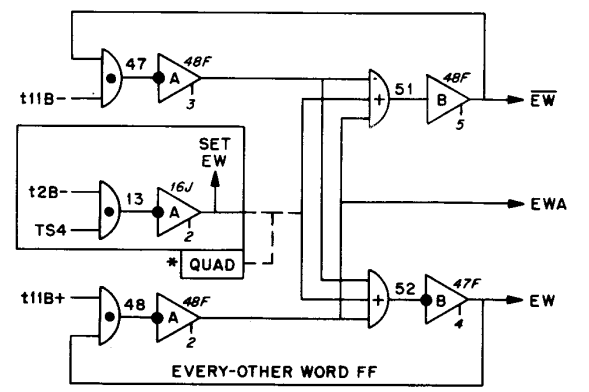 47
48F
A
3
t11B-
51
48F
B
5
E̅W̅
+
SET
EW
t2B-
13
16J
A
2
TS4
EWA
* QUAD
t11B+
48
48F
A
2
+
52
47F
B
4
EW
EVERY-OTHER WORD FF